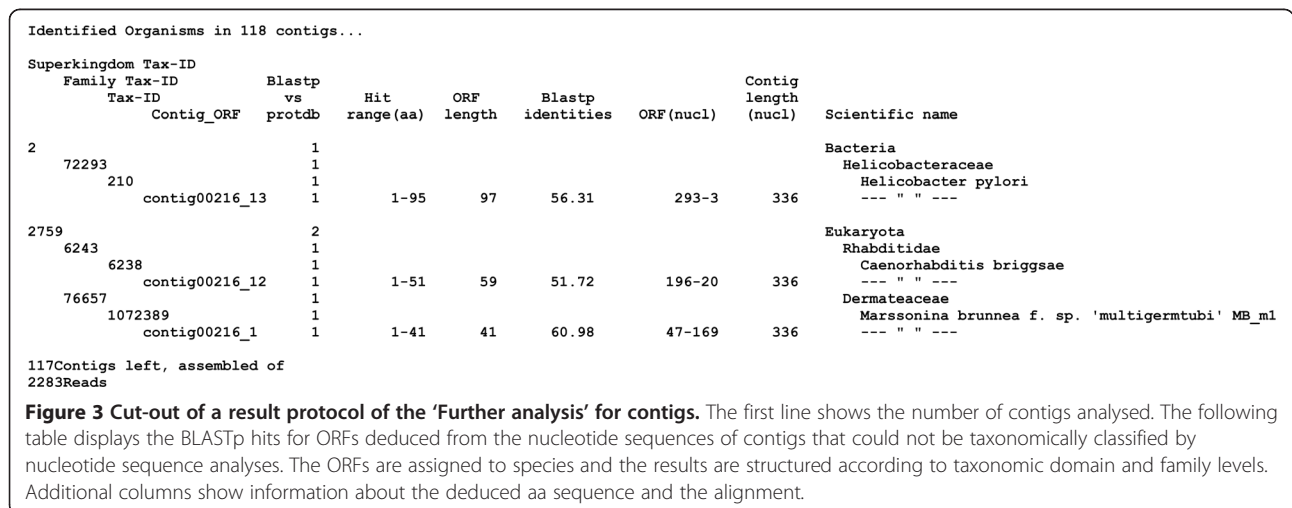 Identified Organisms in 118 contigs...
Superkingdom Tax-ID
Family Tax-ID Blastp Contig
Tax-ID vs Hit ORF Blastp length
Contig_ORF protdb range(aa) length identities ORF(nucl) (nucl) Scientific name
2 1 Bacteria
72293 1 Helicobacteraceae
210 1 Helicobacter pylori
contig00216_13 1 1-95 97 56.31 293-3 336 --- " " ---
2759 2 Eukaryota
6243 1 Rhabditidae
6238 1 Caenorhabditis briggsae
contig00216_12 1 1-51 59 51.72 196-20 336 --- " " ---
76657 1 Dermateaceae
1072389 1 Marssonina brunnea f. sp. 'multigermtubi' MB_m1
contig00216_1 1 1-41 41 60.98 47-169 336 --- " " ---
117Contigs left, assembled of
2283Reads
Figure 3 Cut-out of a result protocol of the ‘Further analysis’ for contigs. The first line shows the number of contigs analysed. The following
table displays the BLASTp hits for ORFs deduced from the nucleotide sequences of contigs that could not be taxonomically classified by
nucleotide sequence analyses. The ORFs are assigned to species and the results are structured according to taxonomic domain and family levels.
Additional columns show information about the deduced aa sequence and the alignment.